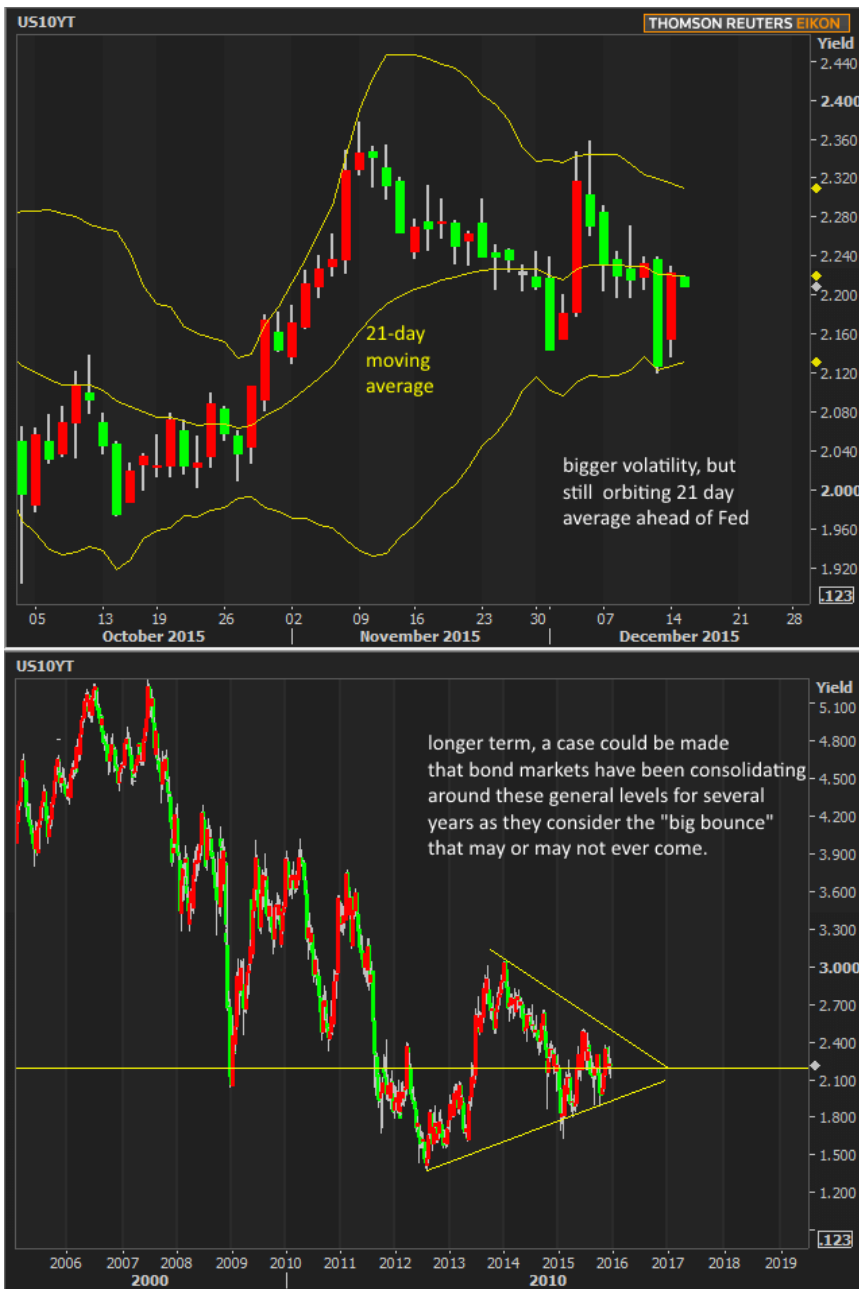 US10YT
THOMSON REUTERS EIKON
Yield
2.440
2.400
2.360
2.320
2.280
2.240
2.200
2.160
2.120
2.080
2.040
2.000
1.960
1.920
.123
21-day
moving
average
bigger volatility, but
still orbiting 21 day
average ahead of Fed
05 13 19 26 02 09 16 23 30 07 14 21 28
October 2015 November 2015 December 2015
US10YT
Yield
5.100
4.800
4.500
4.200
3.900
3.600
3.300
3.000
2.700
2.400
2.100
1.800
1.500
1.200
.123
longer term, a case could be made
that bond markets have been consolidating
around these general levels for several
years as they consider the "big bounce"
that may or may not ever come.
2006 2007 2008 2009 2010 2011 2012 2013 2014 2015 2016 2017 2018 2019
2000 2010